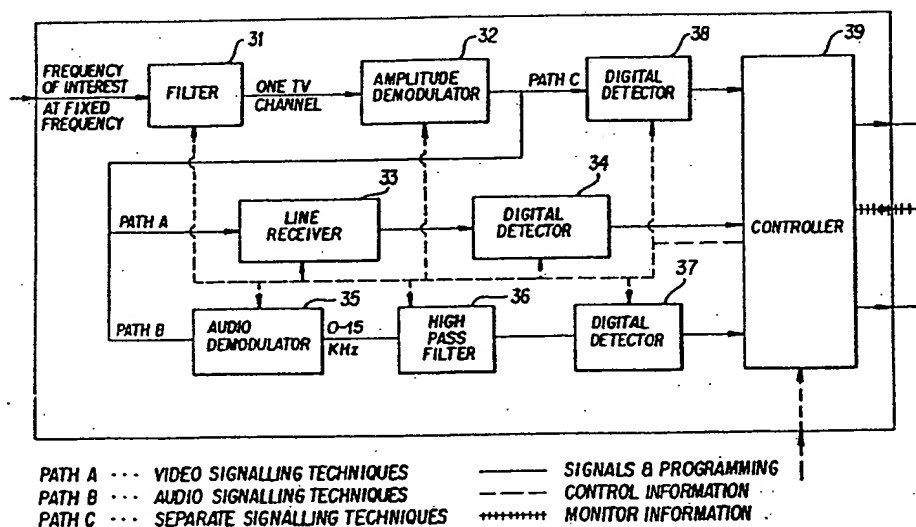 31
32
38
39
FREQUENCY
OF INTEREST
AT FIXED
FREQUENCY
FILTER
ONE TV
CHANNEL
AMPLITUDE
DEMODULATOR
PATH C
DIGITAL
DETECTOR
33
34
PATH A
LINE
RECEIVER
DIGITAL
DETECTOR
CONTROLLER
35
36
37
PATH B
AUDIO
DEMODULATOR
0-15
KHz
HIGH
PASS
FILTER
DIGITAL
DETECTOR
PATH A ··· VIDEO SIGNALLING TECHNIQUES
PATH B ··· AUDIO SIGNALLING TECHNIQUES
PATH C ··· SEPARATE SIGNALLING TECHNIQUES
SIGNALS & PROGRAMMING
CONTROL INFORMATION
MONITOR INFORMATION